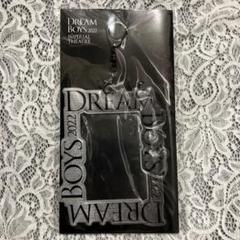 DREAM
BOYS 2022
IMPERIAL
THEATRE
DREAM
BOYS
BOYS 2022
DREAM